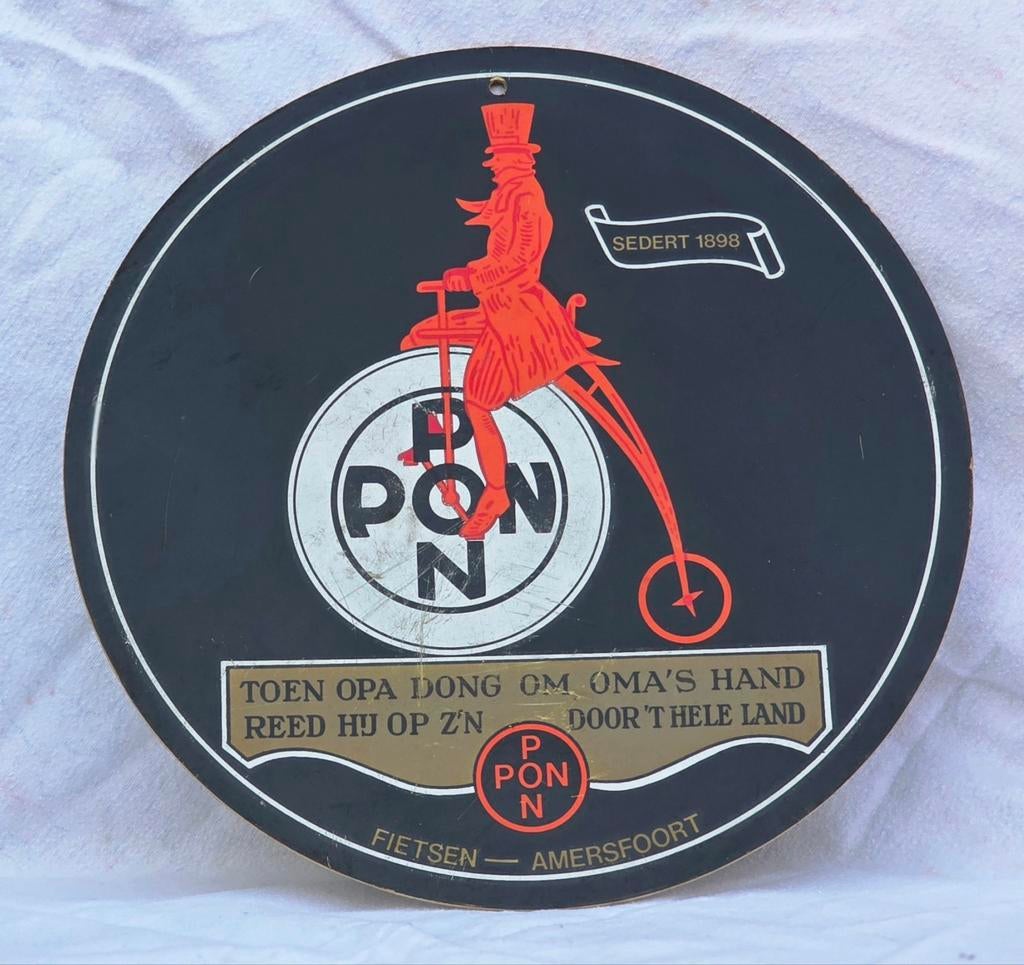 SEDERT 1898
P
PON
N
TOEN OPA DONG OM OMA'S HAND
REED HIJ OP Z'N DOOR 'T HELE LAND
P
PON
N
FIETSEN — AMERSFOORT